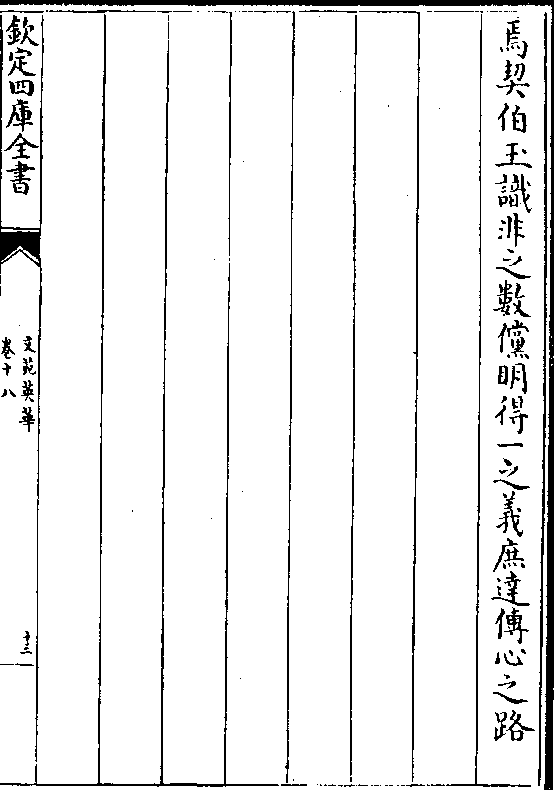 焉契伯玉識非之數儻明得一之義庶達傳心之路
欽定四庫全書
文苑英華
卷十八
十三